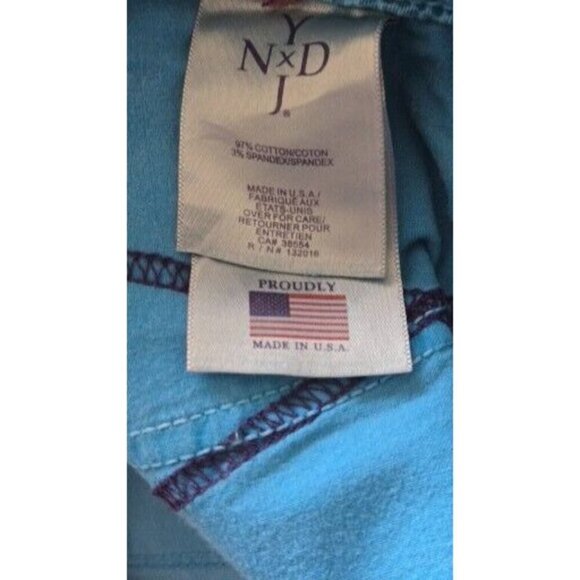 Y
N x D
J®
97% COTTON/COTON
3% SPANDEX/SPANDEX
MADE IN U.S.A./
FABRIQUÉ AUX
ETATS-UNIS
OVER FOR CARE/
RETOURNER POUR
ENTRETIEN
CA# 38554
R / N# 132016
PROUDLY
MADE IN U.S.A.